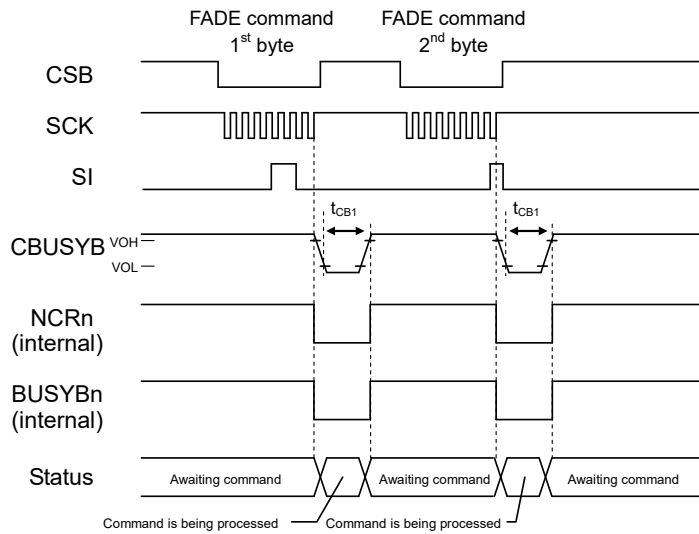 FADE command
1st byte
FADE command
2nd byte
CSB
SCK
SI
tCB1
tCB1
CBUSYB
VOH
VOL
NCRn
(internal)
BUSYBn
(internal)
Status
Awaiting command
Awaiting command
Awaiting command
Command is being processed
Command is being processed